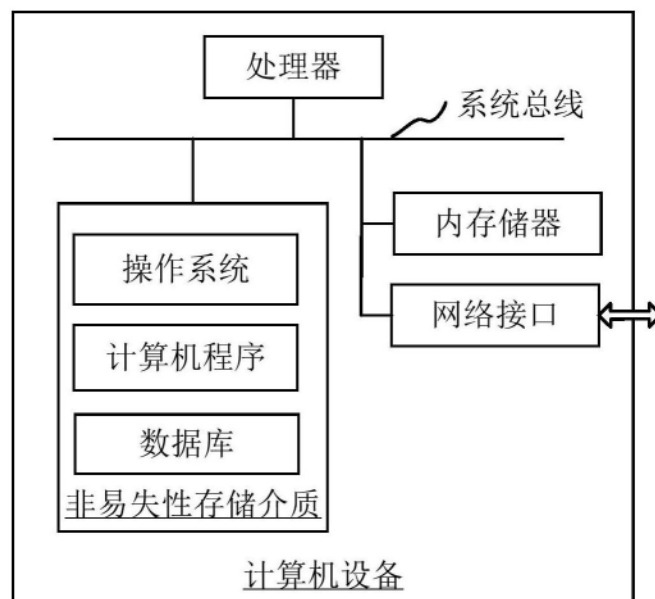 处理器
系统总线
内存储器
操作系统
网络接口
计算机程序
数据库
非易失性存储介质
计算机设备